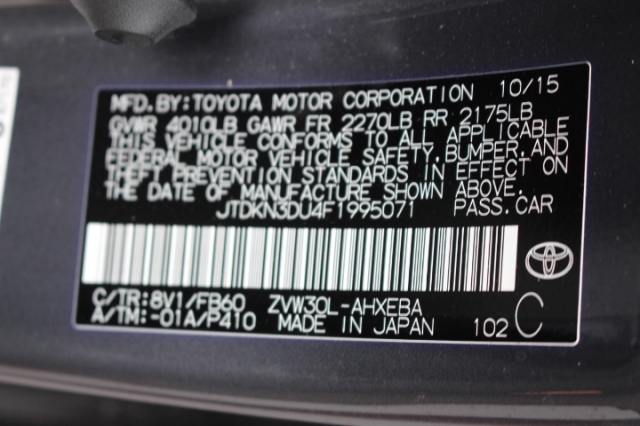 MFD. BY: TOYOTA MOTOR CORPORATION 10/15
GVWR 4010LB GAWR FR 2270LB RR 2175LB
THIS VEHICLE CONFORMS TO ALL APPLICABLE
FEDERAL MOTOR VEHICLE SAFETY, BUMPER, AND
THEFT PREVENTION STANDARDS IN EFFECT ON
THE DATE OF MANUFACTURE SHOWN ABOVE.
JTDKN3DU4F1995071 PASS. CAR
C/TR: 8V1/FB60 ZVW30L-AHXEBA
A/TM: -01A/P410 MADE IN JAPAN 102 C